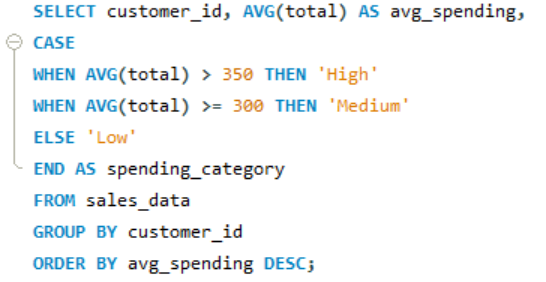 SELECT customer_id, AVG(total) AS avg_spending,
CASE
WHEN AVG(total) > 350 THEN 'High'
WHEN AVG(total) >= 300 THEN 'Medium'
ELSE 'Low'
END AS spending_category
FROM sales_data
GROUP BY customer_id
ORDER BY avg_spending DESC;